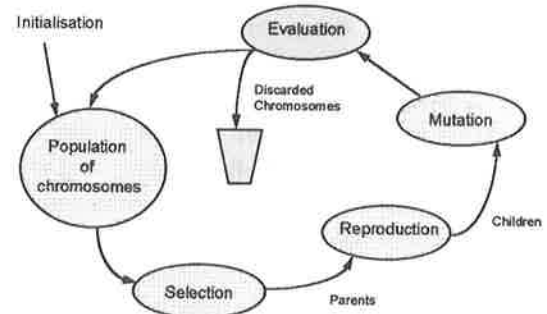 Initialisation
Evaluation
Discarded
Chromosomes
Mutation
Population
of
chromosomes
Reproduction
Children
Selection
Parents